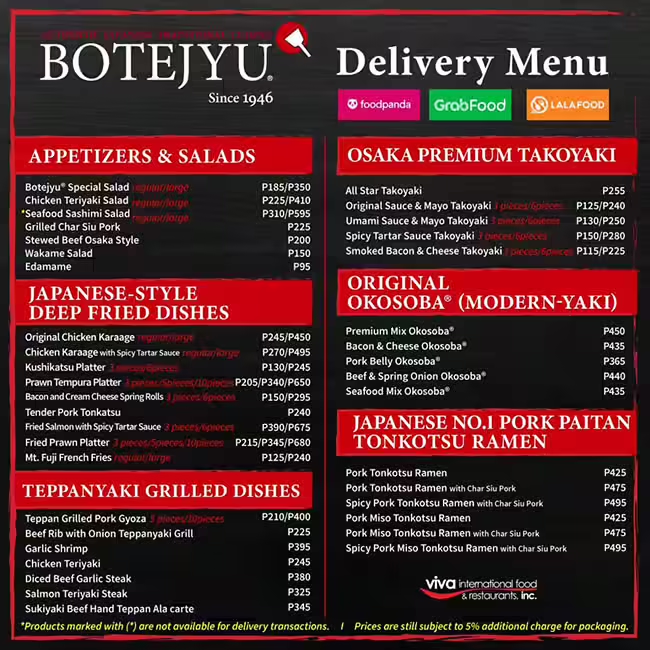 AUTHENTIC JAPANESE
BOTEJYU®
Since 1946
Delivery Menu
foodpanda
GrabFood
LALAFOOD
APPETIZERS & SALADS
Botejyu® Special Salad regular/large P185/P350
Chicken Teriyaki Salad regular/large P225/P410
*Seafood Sashimi Salad regular/large P310/P595
Grilled Char Siu Pork P225
Stewed Beef Osaka Style P200
Wakame Salad P150
Edamame P95
JAPANESE-STYLE
DEEP FRIED DISHES
Original Chicken Karaage regular/large P245/P450
Chicken Karaage with Spicy Tartar Sauce regular/large P270/P495
Kushikatsu Platter 3 pieces/6pieces P130/P245
Prawn Tempura Platter 3 pieces/5pieces/10pieces P205/P340/P650
Bacon and Cream Cheese Spring Rolls 3 pieces/6pieces P150/P295
Tender Pork Tonkatsu P240
Fried Salmon with Spicy Tartar Sauce 3 pieces/6pieces P390/P675
Fried Prawn Platter 3 pieces/5pieces/10pieces P215/P345/P680
Mt. Fuji French Fries regular/large P125/P240
TEPPANYAKI GRILLED DISHES
Teppan Grilled Pork Gyoza 5 pieces/10pieces P210/P400
Beef Rib with Onion Teppanyaki Grill P225
Garlic Shrimp P395
Chicken Teriyaki P245
Diced Beef Garlic Steak P380
Salmon Teriyaki Steak P325
Sukiyaki Beef Hand Teppan Ala carte P345
OSAKA PREMIUM TAKOYAKI
All Star Takoyaki P255
Original Sauce & Mayo Takoyaki 3 pieces/6pieces P125/P240
Umami Sauce & Mayo Takoyaki 3 pieces/6pieces P130/P250
Spicy Tartar Sauce Takoyaki 3 pieces/6pieces P150/P280
Smoked Bacon & Cheese Takoyaki 3 pieces/6pieces P115/P225
ORIGINAL
OKOSOBA® (MODERN-YAKI)
Premium Mix Okosoba® P450
Bacon & Cheese Okosoba® P435
Pork Belly Okosoba® P365
Beef & Spring Onion Okosoba® P440
Seafood Mix Okosoba® P435
JAPANESE NO.1 PORK PAITAN
TONKOTSU RAMEN
Pork Tonkotsu Ramen P425
Pork Tonkotsu Ramen with Char Siu Pork P475
Spicy Pork Tonkotsu Ramen with Char Siu Pork P495
Pork Miso Tonkotsu Ramen P425
Pork Miso Tonkotsu Ramen with Char Siu Pork P475
Spicy Pork Miso Tonkotsu Ramen with Char Siu Pork P495
viva international food
& restaurants, inc.
*Products marked with (*) are not available for delivery transactions. I Prices are still subject to 5% additional charge for packaging.